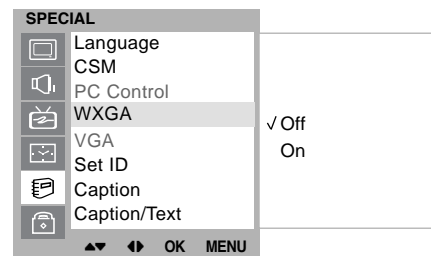 SPECIAL
Language
CSM
PC Control
WXGA
VGA
Set ID
Caption
Caption/Text
√ Off
On
▲▼ ◀▶ OK MENU